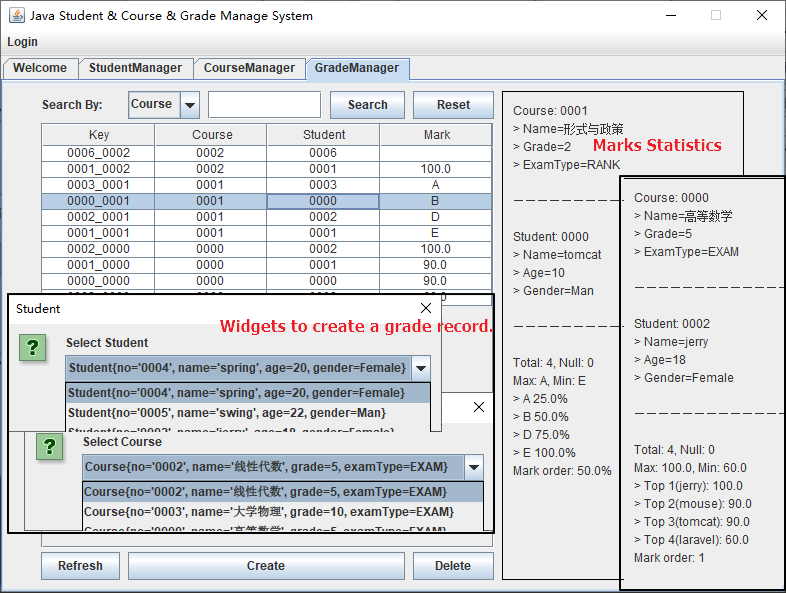 Java Student & Course & Grade Manage System
Login
Welcome StudentManager CourseManager GradeManager
Search By: Course Search Reset
Key Course Student Mark
0006_0002 0002 0006
0001_0002 0002 0001 100.0
0003_0001 0001 0003 A
0000_0001 0001 0000 B
0002_0001 0001 0002 D
0001_0001 0001 0001 E
0002_0000 0000 0002 100.0
0001_0000 0000 0001 90.0
0000_0000 0000 0000 90.0
Student
Widgets to create a grade record.
?
Select Student
Student{no='0004', name='spring', age=20, gender=Female}
Student{no='0004', name='spring', age=20, gender=Female}
Student{no='0005', name='swing', age=22, gender=Man}
?
Select Course
Course{no='0002', name='线性代数', grade=5, examType=EXAM}
Course{no='0002', name='线性代数', grade=5, examType=EXAM}
Course{no='0003', name='大学物理', grade=10, examType=EXAM}
Course{no='0000', name='高等数学', grade=5, examType=EXAM}
Refresh Create Delete
Course: 0001
> Name=形式与政策
> Grade=2
> ExamType=RANK
Marks Statistics
Student: 0000
> Name=tomcat
> Age=10
> Gender=Man
Total: 4, Null: 0
Max: A, Min: E
> A 25.0%
> B 50.0%
> D 75.0%
> E 100.0%
Mark order: 50.0%
Course: 0000
> Name=高等数学
> Grade=5
> ExamType=EXAM
Student: 0002
> Name=jerry
> Age=18
> Gender=Female
Total: 4, Null: 0
Max: 100.0, Min: 60.0
> Top 1(jerry): 100.0
> Top 2(mouse): 90.0
> Top 3(tomcat): 90.0
> Top 4(laravel): 60.0
Mark order: 1